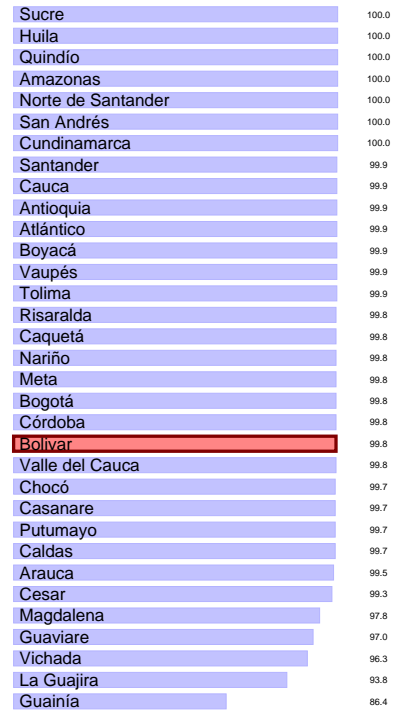 Sucre 100.0
Huila 100.0
Quindío 100.0
Amazonas 100.0
Norte de Santander 100.0
San Andrés 100.0
Cundinamarca 100.0
Santander 99.9
Cauca 99.9
Antioquia 99.9
Atlántico 99.9
Boyacá 99.9
Vaupés 99.9
Tolima 99.9
Risaralda 99.8
Caquetá 99.8
Nariño 99.8
Meta 99.8
Bogotá 99.8
Córdoba 99.8
Bolivar 99.8
Valle del Cauca 99.8
Chocó 99.7
Casanare 99.7
Putumayo 99.7
Caldas 99.7
Arauca 99.5
Cesar 99.3
Magdalena 97.8
Guaviare 97.0
Vichada 96.3
La Guajira 93.8
Guainía 86.4